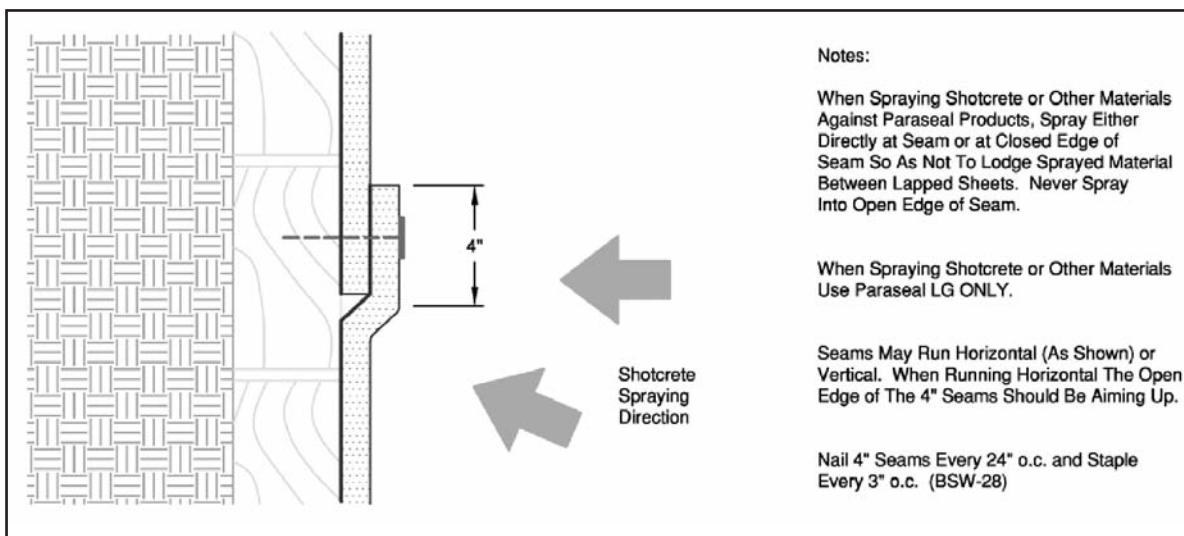 4"
Shotcrete
Spraying
Direction
Notes:
When Spraying Shotcrete or Other Materials
Against Paraseal Products, Spray Either
Directly at Seam or at Closed Edge of
Seam So As Not To Lodge Sprayed Material
Between Lapped Sheets. Never Spray
Into Open Edge of Seam.
When Spraying Shotcrete or Other Materials
Use Paraseal LG ONLY.
Seams May Run Horizontal (As Shown) or
Vertical. When Running Horizontal The Open
Edge of The 4" Seams Should Be Aiming Up.
Nail 4" Seams Every 24" o.c. and Staple
Every 3" o.c. (BSW-28)